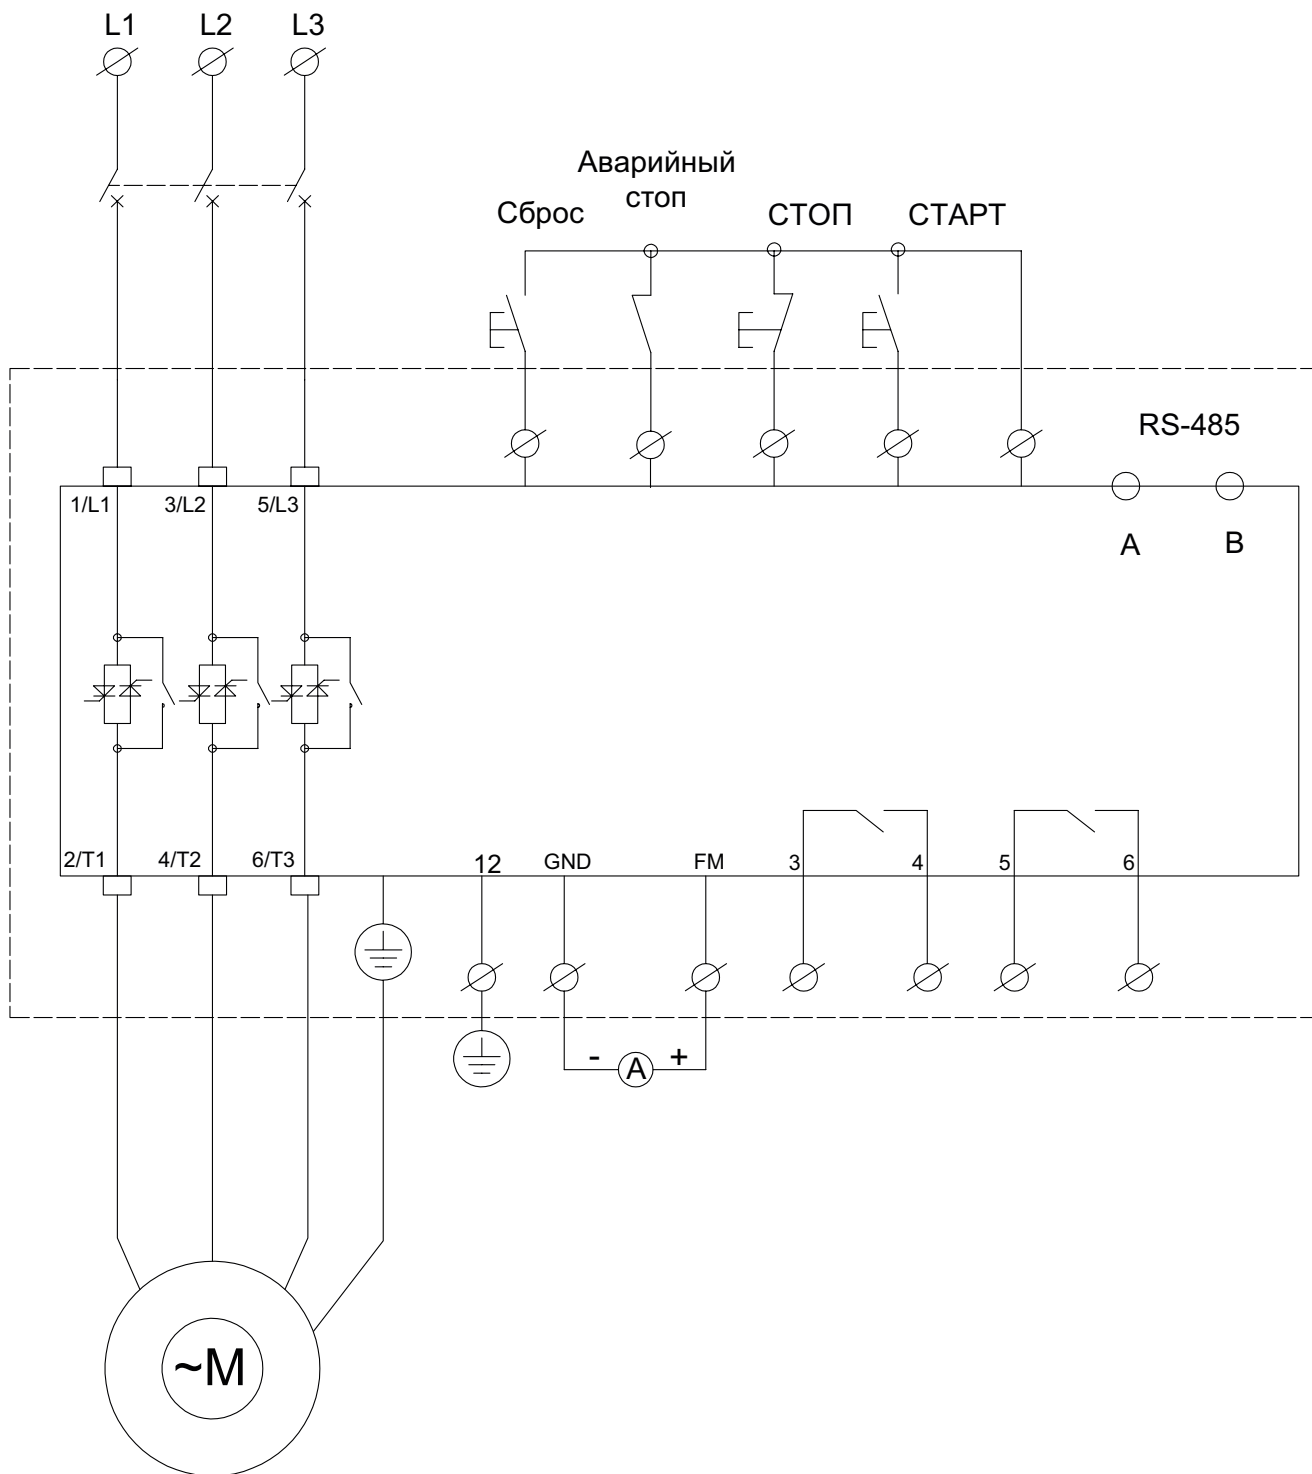 L1 L2 L3
Аварийный
стоп
Сброс СТОП СТАРТ
RS-485
1/L1 3/L2 5/L3
A B
2/T1 4/T2 6/T3 12 GND FM 3 4 5 6
- A +
~M